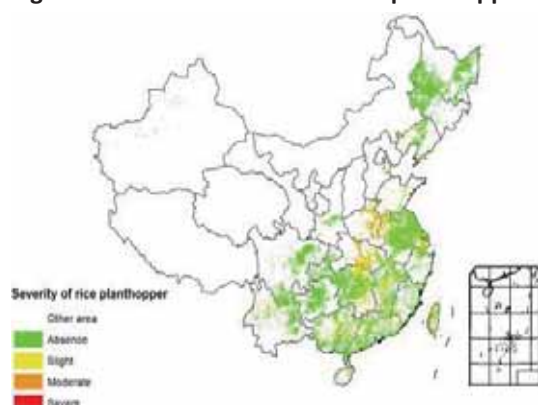 Severity of rice planthopper
Other area
Absence
Slight
Moderate
Severe